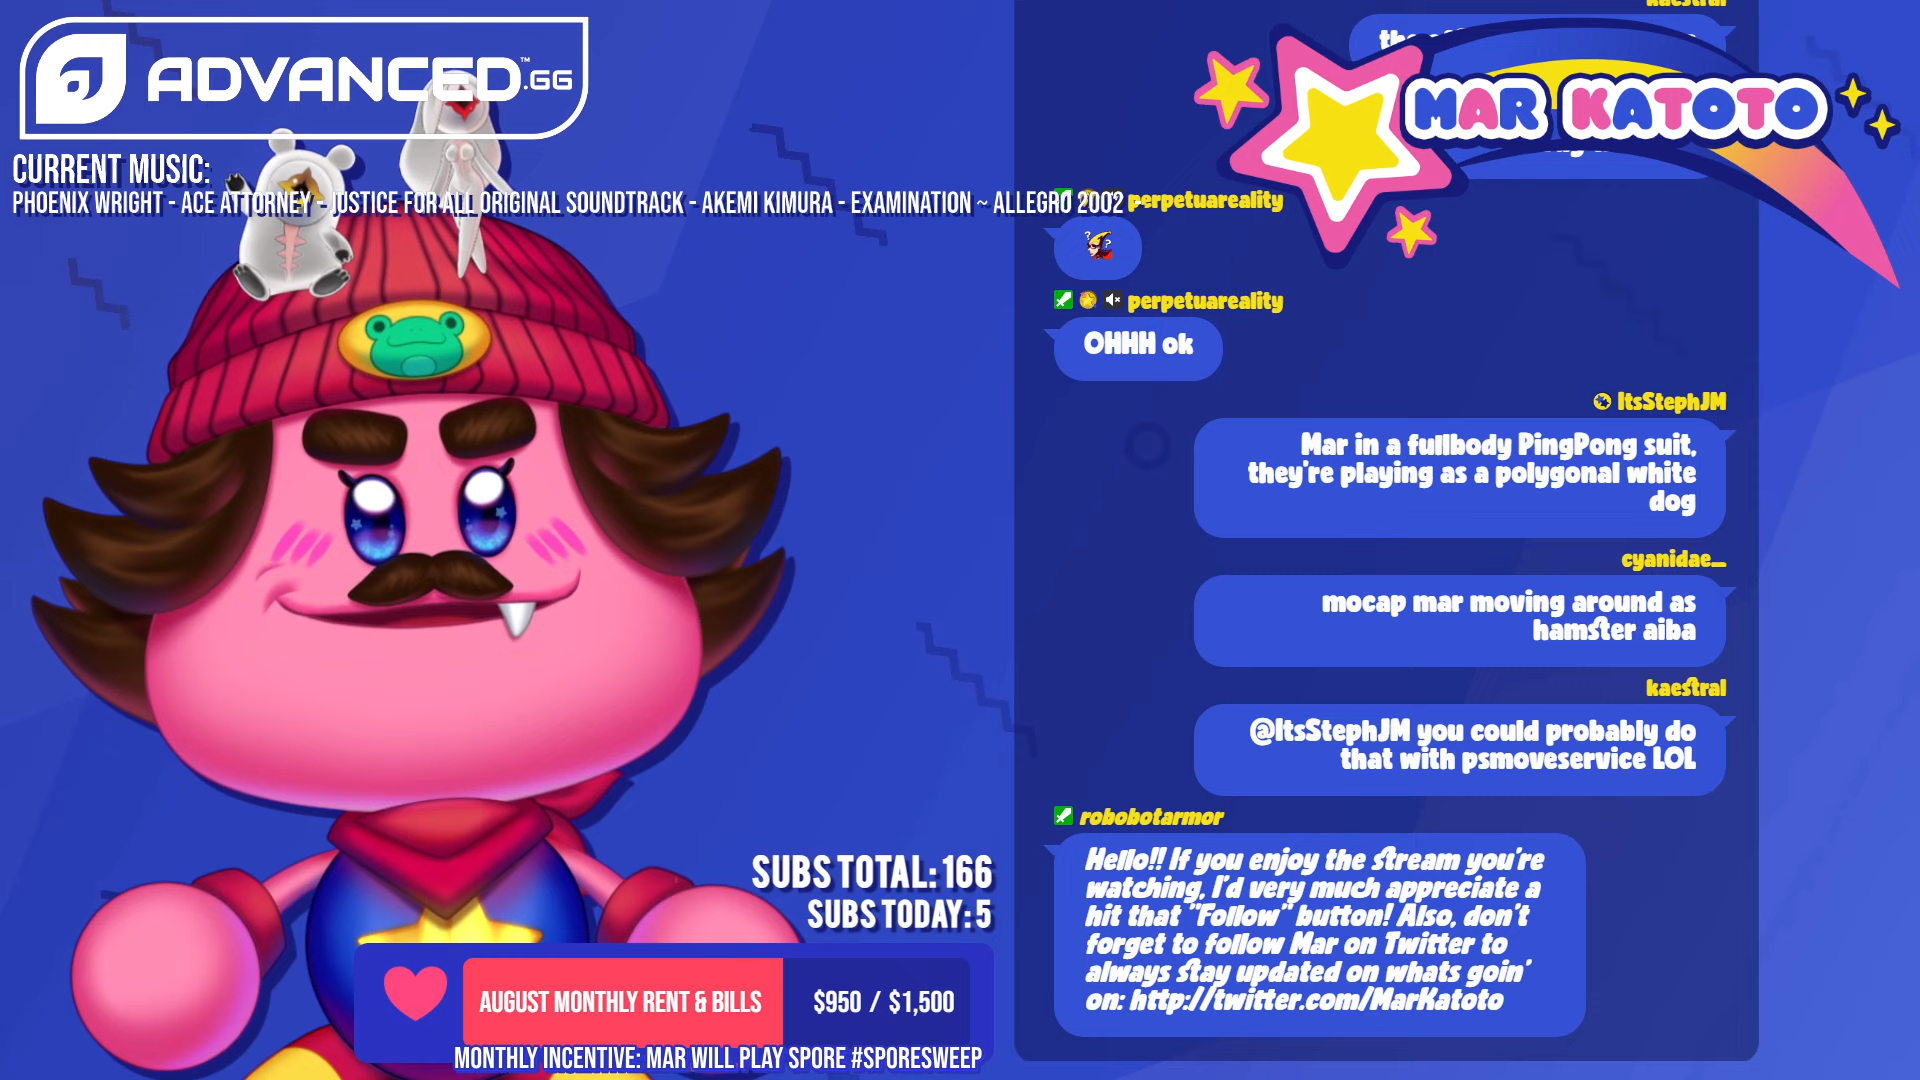 ADVANCED™.GG
CURRENT MUSIC:
PHOENIX WRIGHT - ACE ATTORNEY - JUSTICE FOR ALL ORIGINAL SOUNDTRACK - AKEMI KIMURA - EXAMINATION ~ ALLEGRO 2002 -
kaestral
MAR KATOTO
perpetuareality
perpetuareality
OHHH ok
ItsStephJM
Mar in a fullbody PingPong suit,
they're playing as a polygonal white
dog
cyanidae_
mocap mar moving around as
hamster aiba
kaestral
@ItsStephJM you could probably do
that with psmoveservice LOL
robobotarmor
Hello!! If you enjoy the stream you're
watching, I'd very much appreciate a
hit that "Follow" button! Also, don't
forget to follow Mar on Twitter to
always stay updated on whats goin'
on: http://twitter.com/MarKatoto
SUBS TOTAL: 166
SUBS TODAY: 5
AUGUST MONTHLY RENT & BILLS $950 / $1,500
MONTHLY INCENTIVE: MAR WILL PLAY SPORE #SPORESWEEP